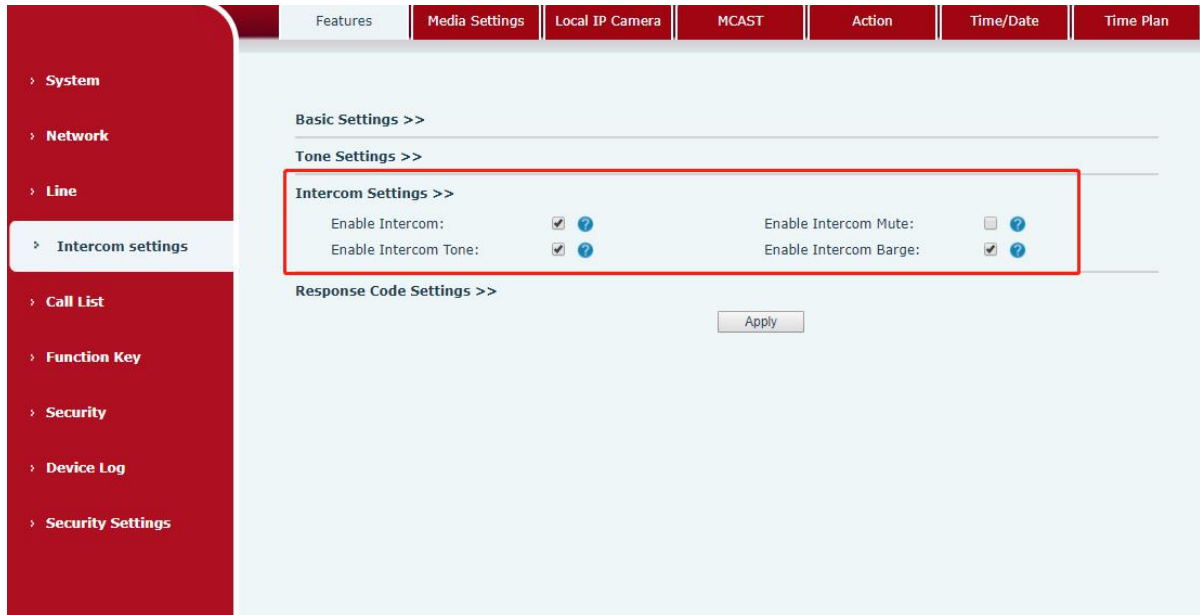 Features Media Settings Local IP Camera MCAST Action Time/Date Time Plan
› System
› Network
› Line
› Intercom settings
› Call List
› Function Key
› Security
› Device Log
› Security Settings
Basic Settings >>
Tone Settings >>
Intercom Settings >>
Enable Intercom: ? Enable Intercom Mute: ?
Enable Intercom Tone: ? Enable Intercom Barge: ?
Response Code Settings >>
Apply